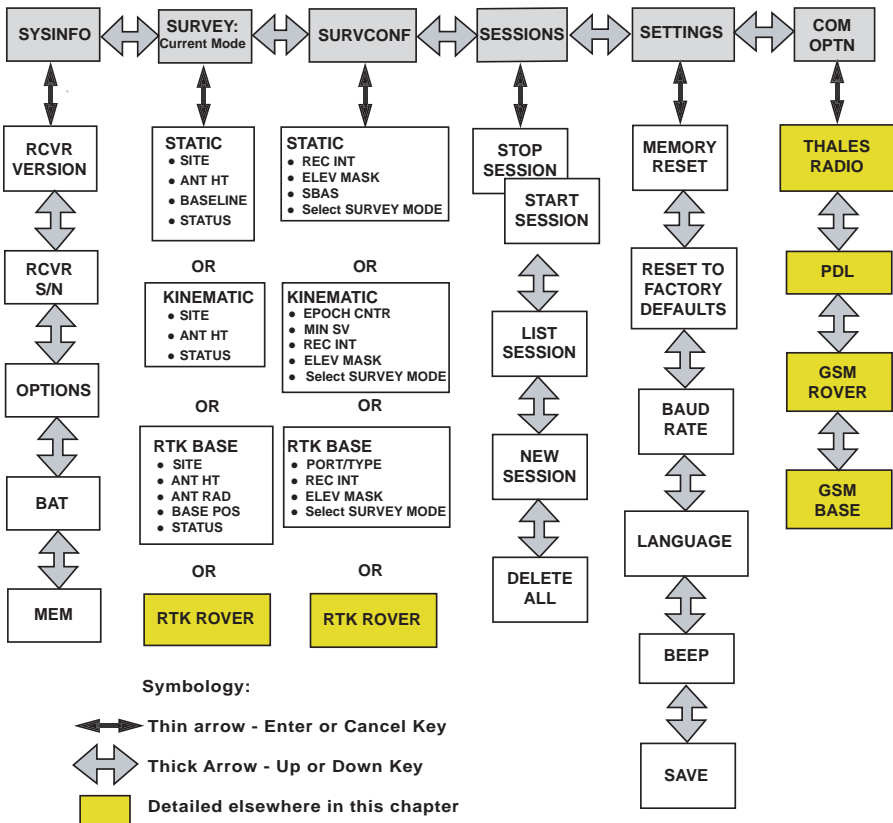 SYSINFO
SURVEY:
Current Mode
SURVCONF
SESSIONS
SETTINGS
COM
OPTN
RCVR
VERSION
RCVR
S/N
OPTIONS
BAT
MEM
STATIC
● SITE
● ANT HT
● BASELINE
● STATUS
OR
KINEMATIC
● SITE
● ANT HT
● STATUS
OR
RTK BASE
● SITE
● ANT HT
● ANT RAD
● BASE POS
● STATUS
OR
RTK ROVER
STATIC
● REC INT
● ELEV MASK
● SBAS
● Select SURVEY MODE
OR
KINEMATIC
● EPOCH CNTR
● MIN SV
● REC INT
● ELEV MASK
● Select SURVEY MODE
OR
RTK BASE
● PORT/TYPE
● REC INT
● ELEV MASK
● Select SURVEY MODE
OR
RTK ROVER
STOP
SESSION
START
SESSION
LIST
SESSION
NEW
SESSION
DELETE
ALL
MEMORY
RESET
RESET TO
FACTORY
DEFAULTS
BAUD
RATE
LANGUAGE
BEEP
SAVE
THALES
RADIO
PDL
GSM
ROVER
GSM
BASE
Symbology:
Thin arrow - Enter or Cancel Key
Thick Arrow - Up or Down Key
Detailed elsewhere in this chapter